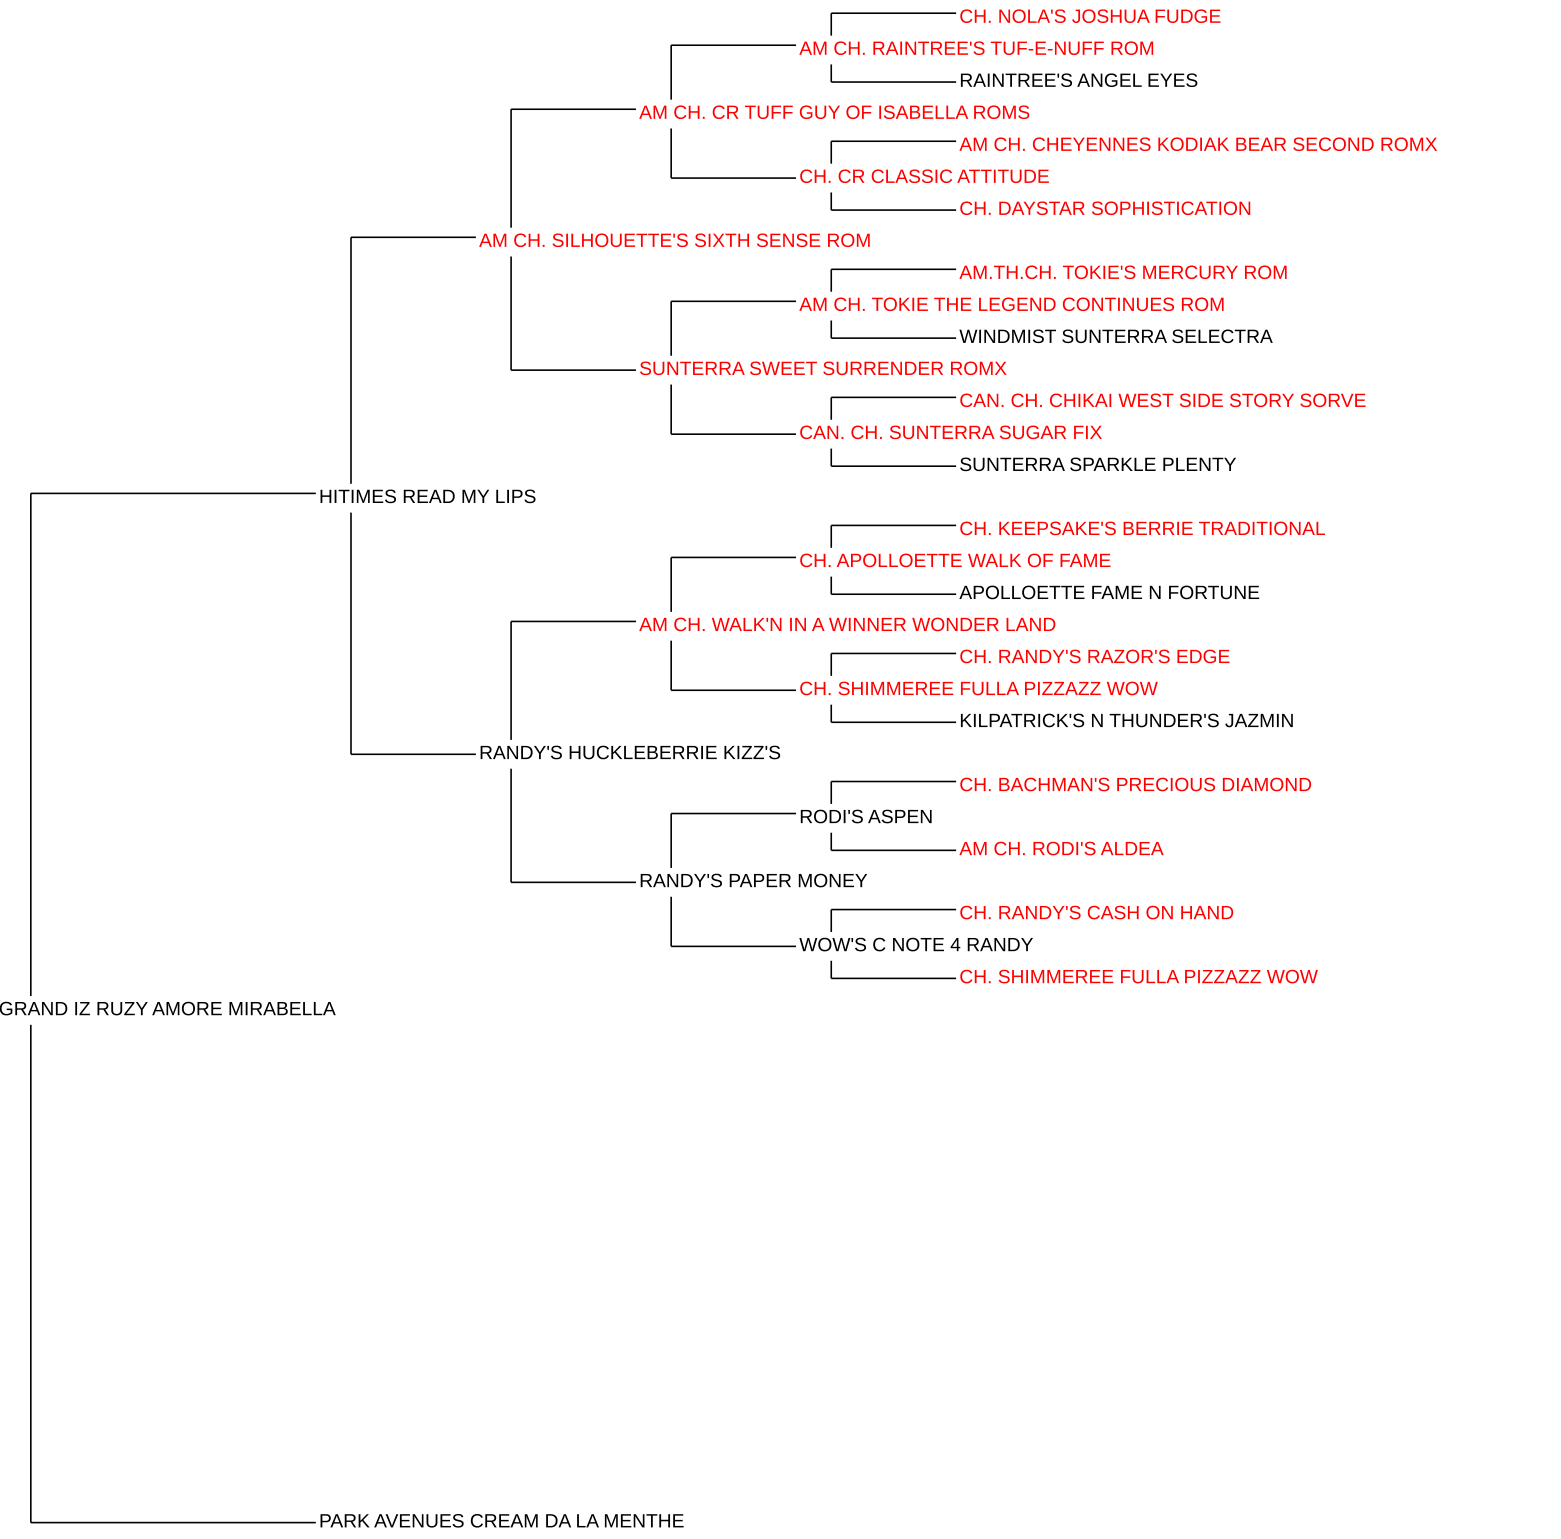 CH. NOLA'S JOSHUA FUDGE
AM CH. RAINTREE'S TUF-E-NUFF ROM
RAINTREE'S ANGEL EYES
AM CH. CR TUFF GUY OF ISABELLA ROMS
AM CH. CHEYENNES KODIAK BEAR SECOND ROMX
CH. CR CLASSIC ATTITUDE
CH. DAYSTAR SOPHISTICATION
AM CH. SILHOUETTE'S SIXTH SENSE ROM
AM.TH.CH. TOKIE'S MERCURY ROM
AM CH. TOKIE THE LEGEND CONTINUES ROM
WINDMIST SUNTERRA SELECTRA
SUNTERRA SWEET SURRENDER ROMX
CAN. CH. CHIKAI WEST SIDE STORY SORVE
CAN. CH. SUNTERRA SUGAR FIX
SUNTERRA SPARKLE PLENTY
HITIMES READ MY LIPS
CH. KEEPSAKE'S BERRIE TRADITIONAL
CH. APOLLOETTE WALK OF FAME
APOLLOETTE FAME N FORTUNE
AM CH. WALK'N IN A WINNER WONDER LAND
CH. RANDY'S RAZOR'S EDGE
CH. SHIMMEREE FULLA PIZZAZZ WOW
KILPATRICK'S N THUNDER'S JAZMIN
RANDY'S HUCKLEBERRIE KIZZ'S
CH. BACHMAN'S PRECIOUS DIAMOND
RODI'S ASPEN
AM CH. RODI'S ALDEA
RANDY'S PAPER MONEY
CH. RANDY'S CASH ON HAND
WOW'S C NOTE 4 RANDY
CH. SHIMMEREE FULLA PIZZAZZ WOW
GRAND IZ RUZY AMORE MIRABELLA
PARK AVENUES CREAM DA LA MENTHE